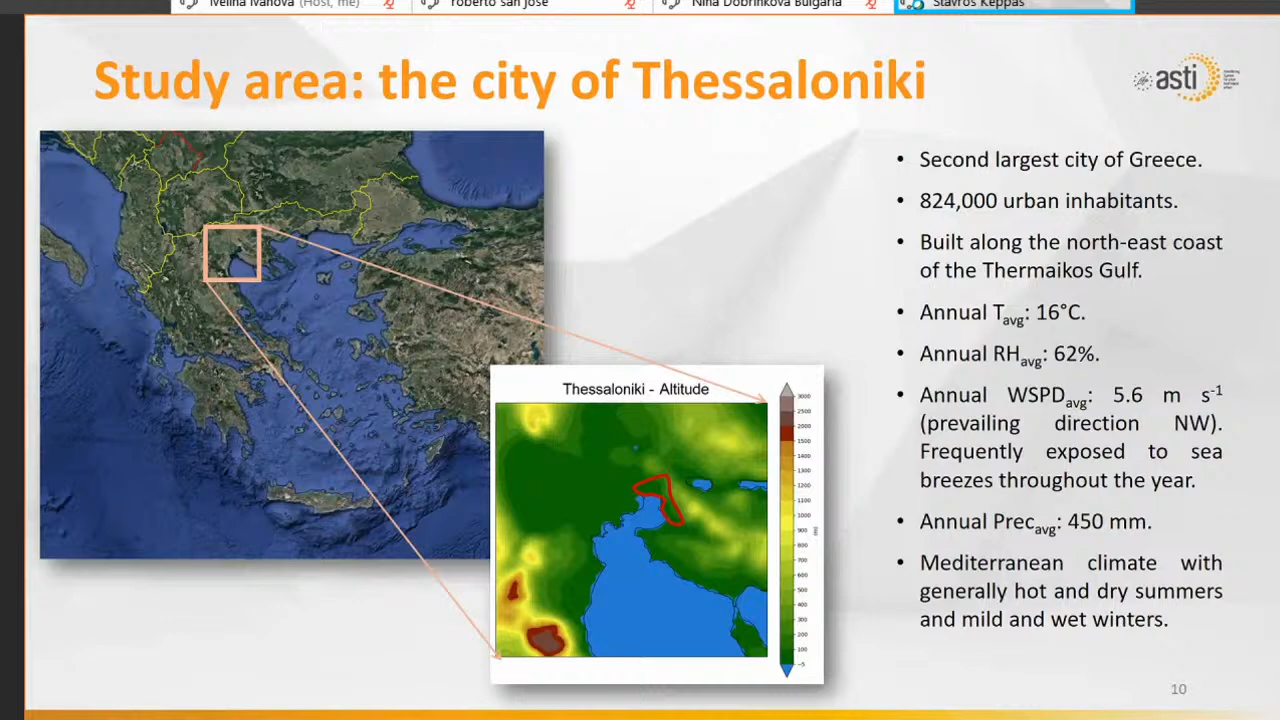 Ivelina Ivanova (Host, me)
roberto san jose
Nina Dobrinkova Bulgaria
Stavros Keppas
Study area: the city of Thessaloniki
asti
• Second largest city of Greece.
• 824,000 urban inhabitants.
• Built along the north-east coast
of the Thermaikos Gulf.
• Annual Tavg: 16°C.
• Annual RHavg: 62%.
• Annual WSPDavg: 5.6 m s-1
(prevailing direction NW).
Frequently exposed to sea
breezes throughout the year.
• Annual Precavg: 450 mm.
• Mediterranean climate with
generally hot and dry summers
and mild and wet winters.
Thessaloniki - Altitude
3000
2500
2000
1500
1400
1300
1200
1100
1000
900
800
700
600
500
400
300
200
100
-5
10